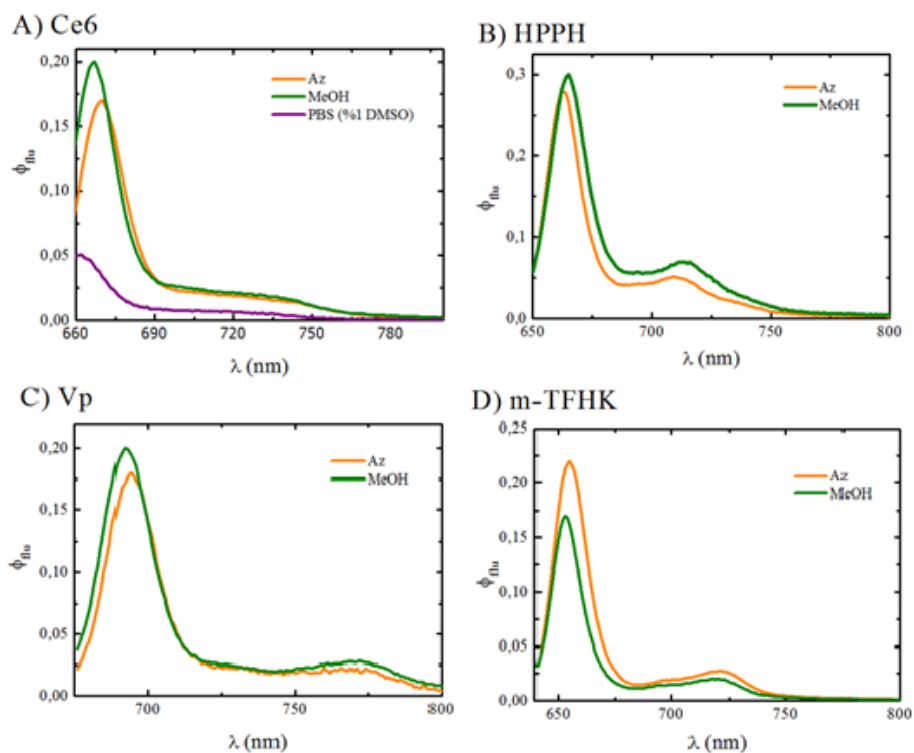 A) Ce6
0,20
0,15
0,10
0,05
0,00
ϕflu
660 690 720 750 780
λ (nm)
Az
MeOH
PBS (%1 DMSO)
B) HPPH
0,3
0,2
0,1
0,0
ϕflu
650 700 750 800
λ (nm)
Az
MeOH
C) Vp
0,20
0,15
0,10
0,05
0,00
ϕflu
700 750 800
λ (nm)
Az
MeOH
D) m-TFHK
0,25
0,20
0,15
0,10
0,05
0,00
ϕflu
650 700 750 800
λ (nm)
Az
MeOH